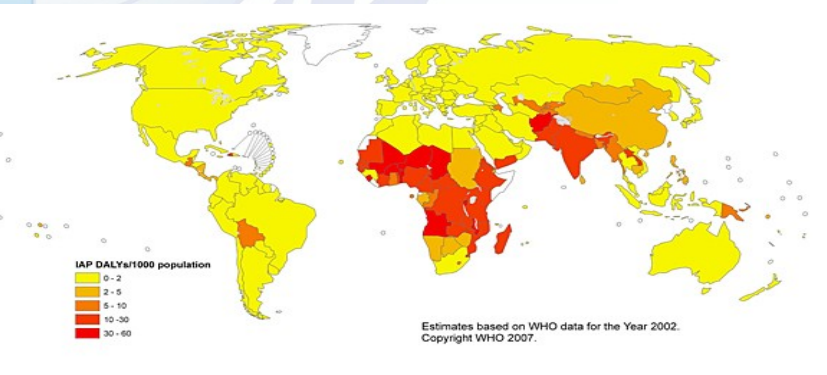 IAP DALYs/1000 population
0 - 2
2 - 5
5 - 10
10 -30
30 - 60
Estimates based on WHO data for the Year 2002.
Copyright WHO 2007.